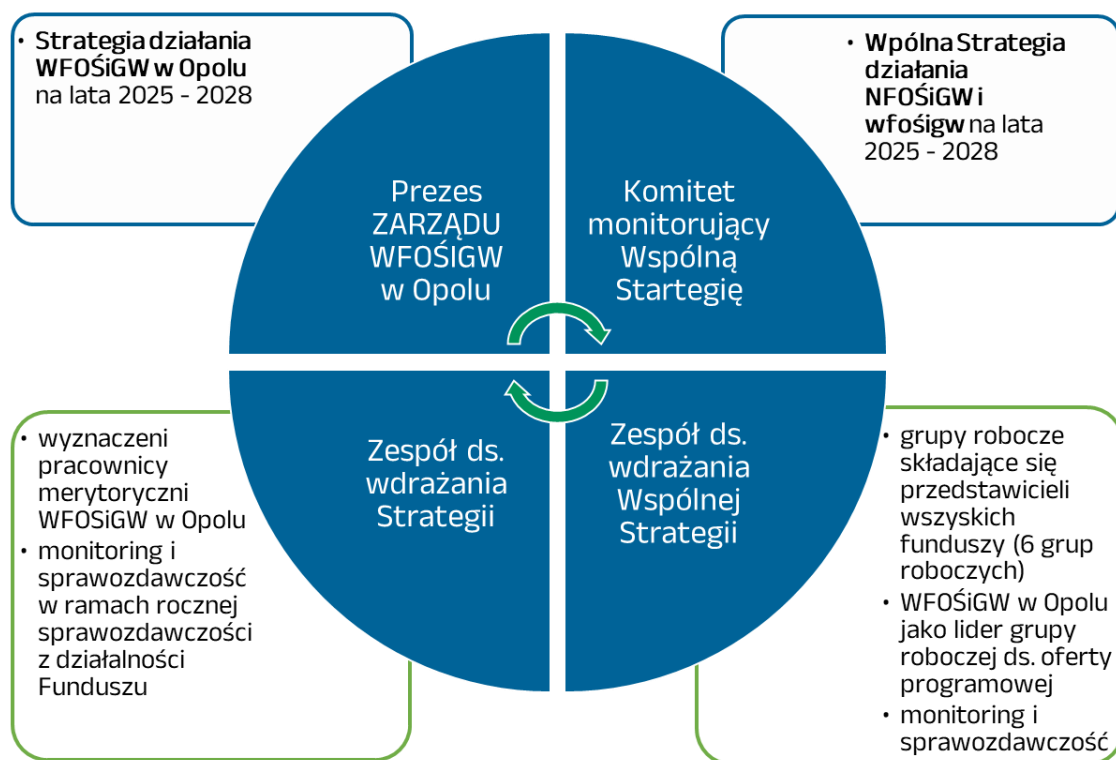 • Strategia działania
WFOŚiGW w Opolu
na lata 2025 - 2028
• Wpólna Strategia
działania
NFOŚiGW i
wfośigw na lata
2025 - 2028
Prezes
ZARZĄDU
WFOŚIGW
w Opolu
Komitet
monitorujący
Wspólną
Startegię
Zespół ds.
wdrażania
Strategii
Zespół ds.
wdrażania
Wspólnej
Strategii
• wyznaczeni
pracownicy
merytoryczni
WFOSiGW w Opolu
• monitoring i
sprawozdawczość
w ramach rocznej
sprawozdawczości
z działalności
Funduszu
• grupy robocze
składające się
przedstawicieli
wszyskich
funduszy (6 grup
roboczych)
• WFOŚiGW w Opolu
jako lider grupy
roboczej ds. oferty
programowej
• monitoring i
sprawozdawczość